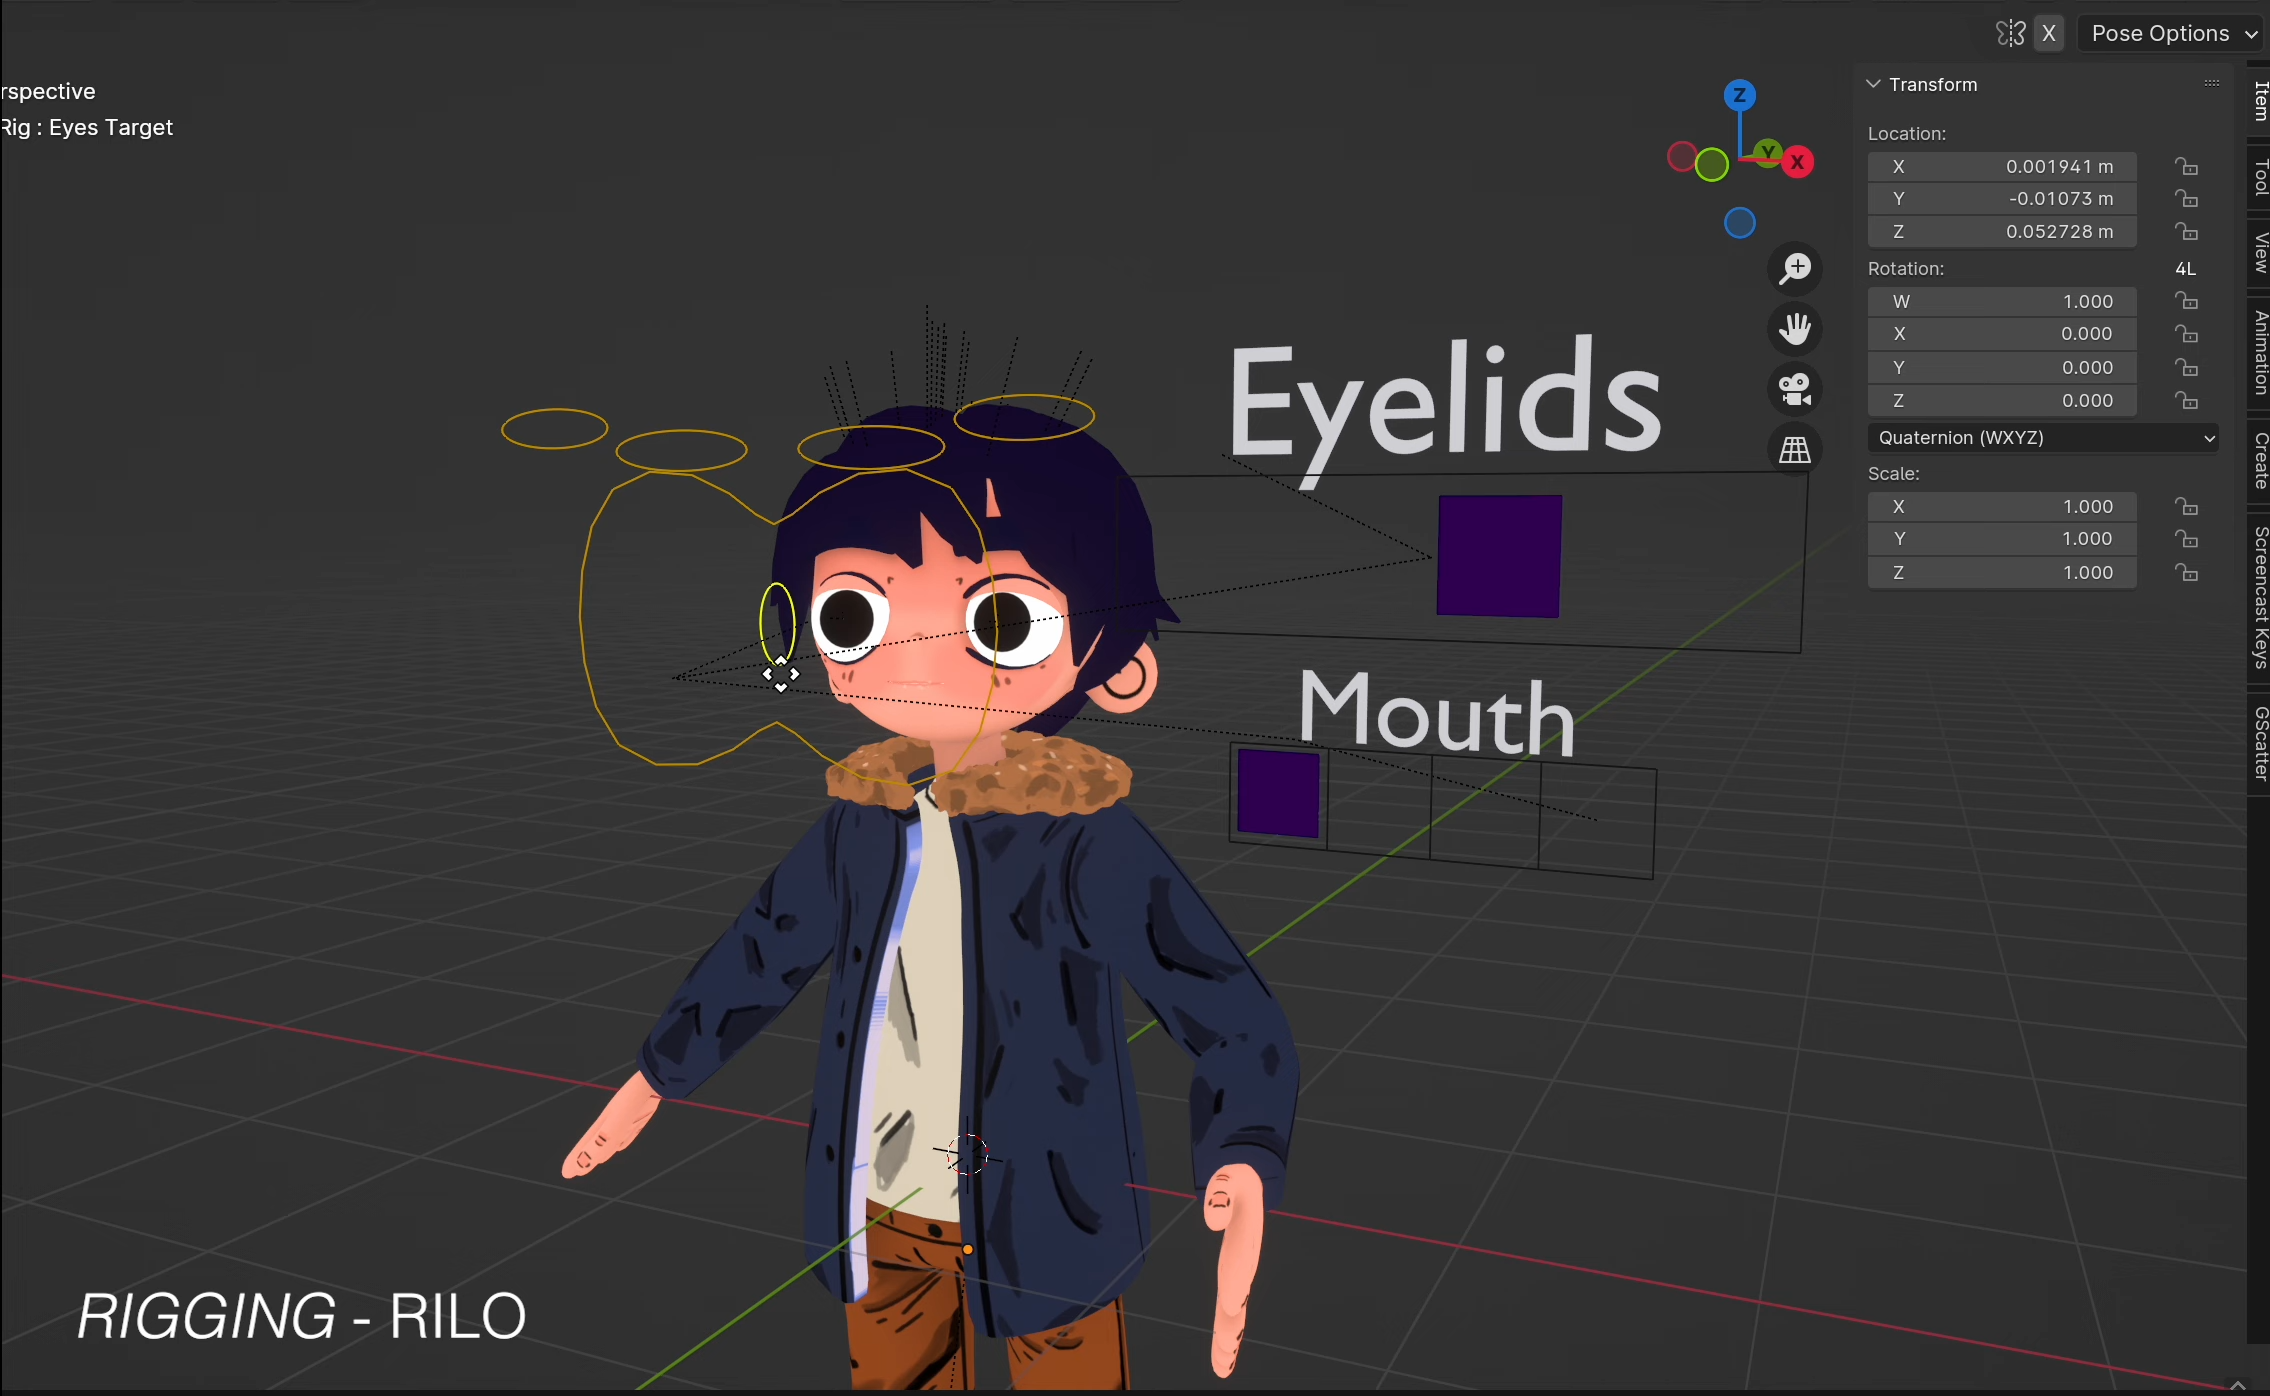 X
Pose Options
rspective
Rig : Eyes Target
Z
Y
X
Transform
Location:
X 0.001941 m
Y -0.01073 m
Z 0.052728 m
Rotation: 4L
W 1.000
X 0.000
Y 0.000
Z 0.000
Quaternion (WXYZ)
Scale:
X 1.000
Y 1.000
Z 1.000
Item
Tool
View
Animation
Create
Screencast Keys
GScatter
Eyelids
Mouth
RIGGING - RILO